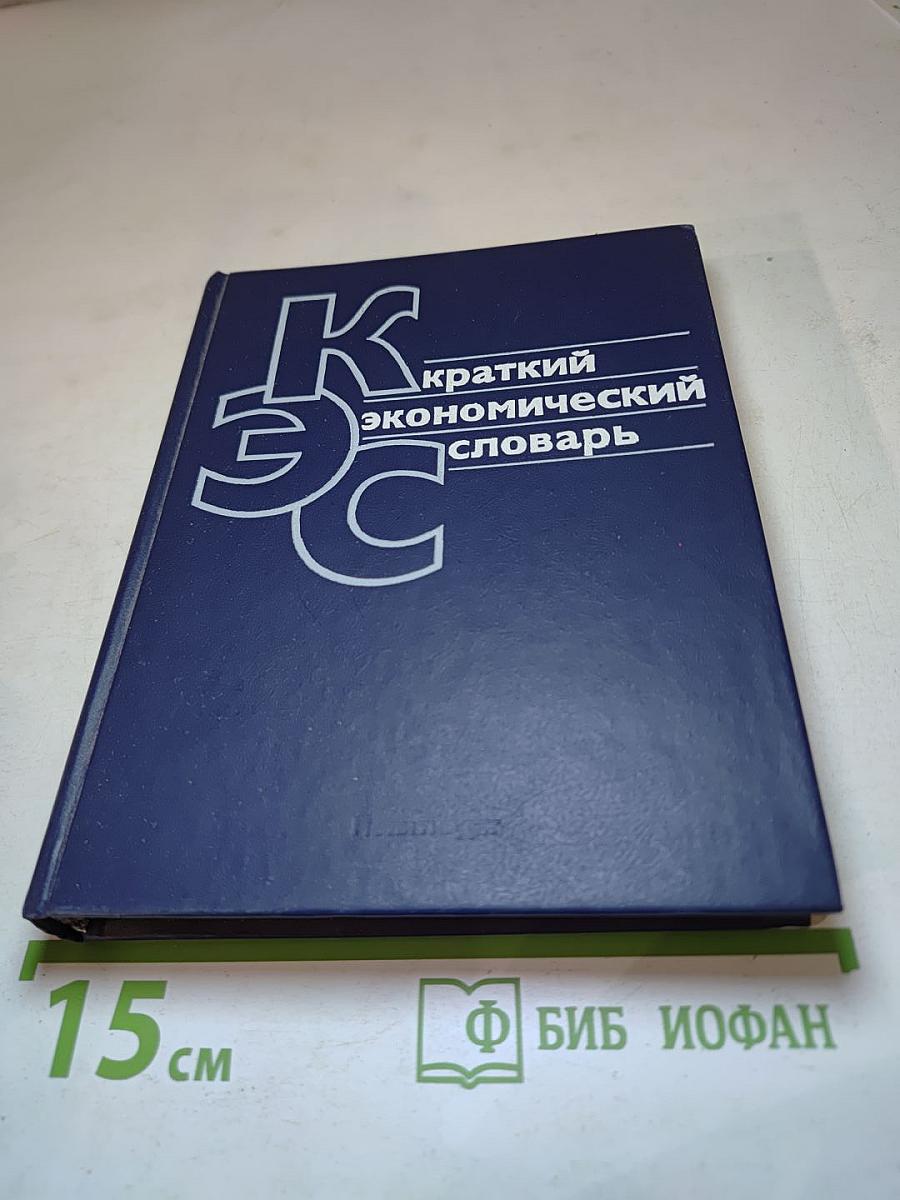 КЭС
краткий
экономический
словарь
15 см
Ф БИБ ИОФАН